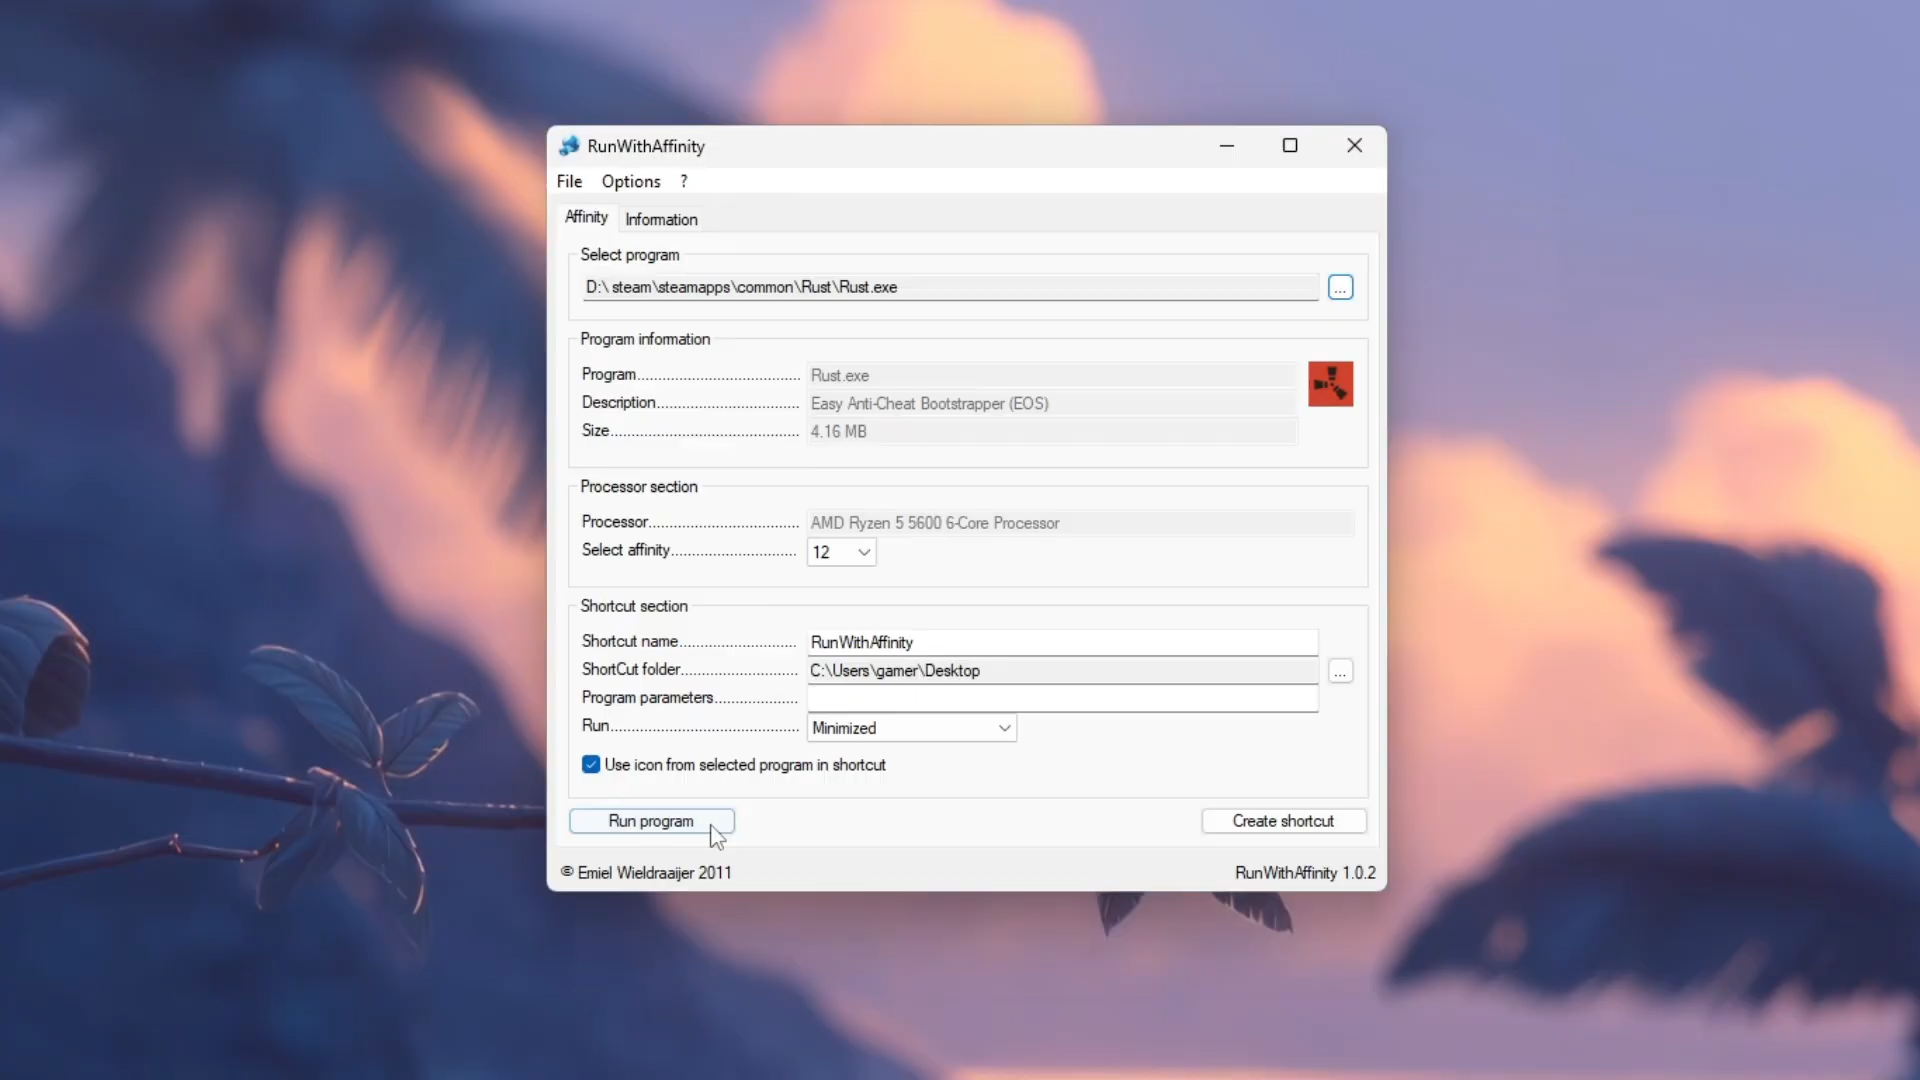 RunWithAffinity
File Options ?
Affinity Information
Select program
D:\ steam\steamapps\common\Rust\Rust.exe
...
Program information
Program.................................. Rust.exe
Description.............................. Easy Anti-Cheat Bootstrapper (EOS)
Size........................................ 4.16 MB
Processor section
Processor................................ AMD Ryzen 5 5600 6-Core Processor
Select affinity........................... 12
Shortcut section
Shortcut name......................... RunWithAffinity
ShortCut folder......................... C:\Users\gamer\Desktop
...
Program parameters..................
Run........................................ Minimized
Use icon from selected program in shortcut
Run program Create shortcut
© Emiel Wieldraaijer 2011 RunWithAffinity 1.0.2